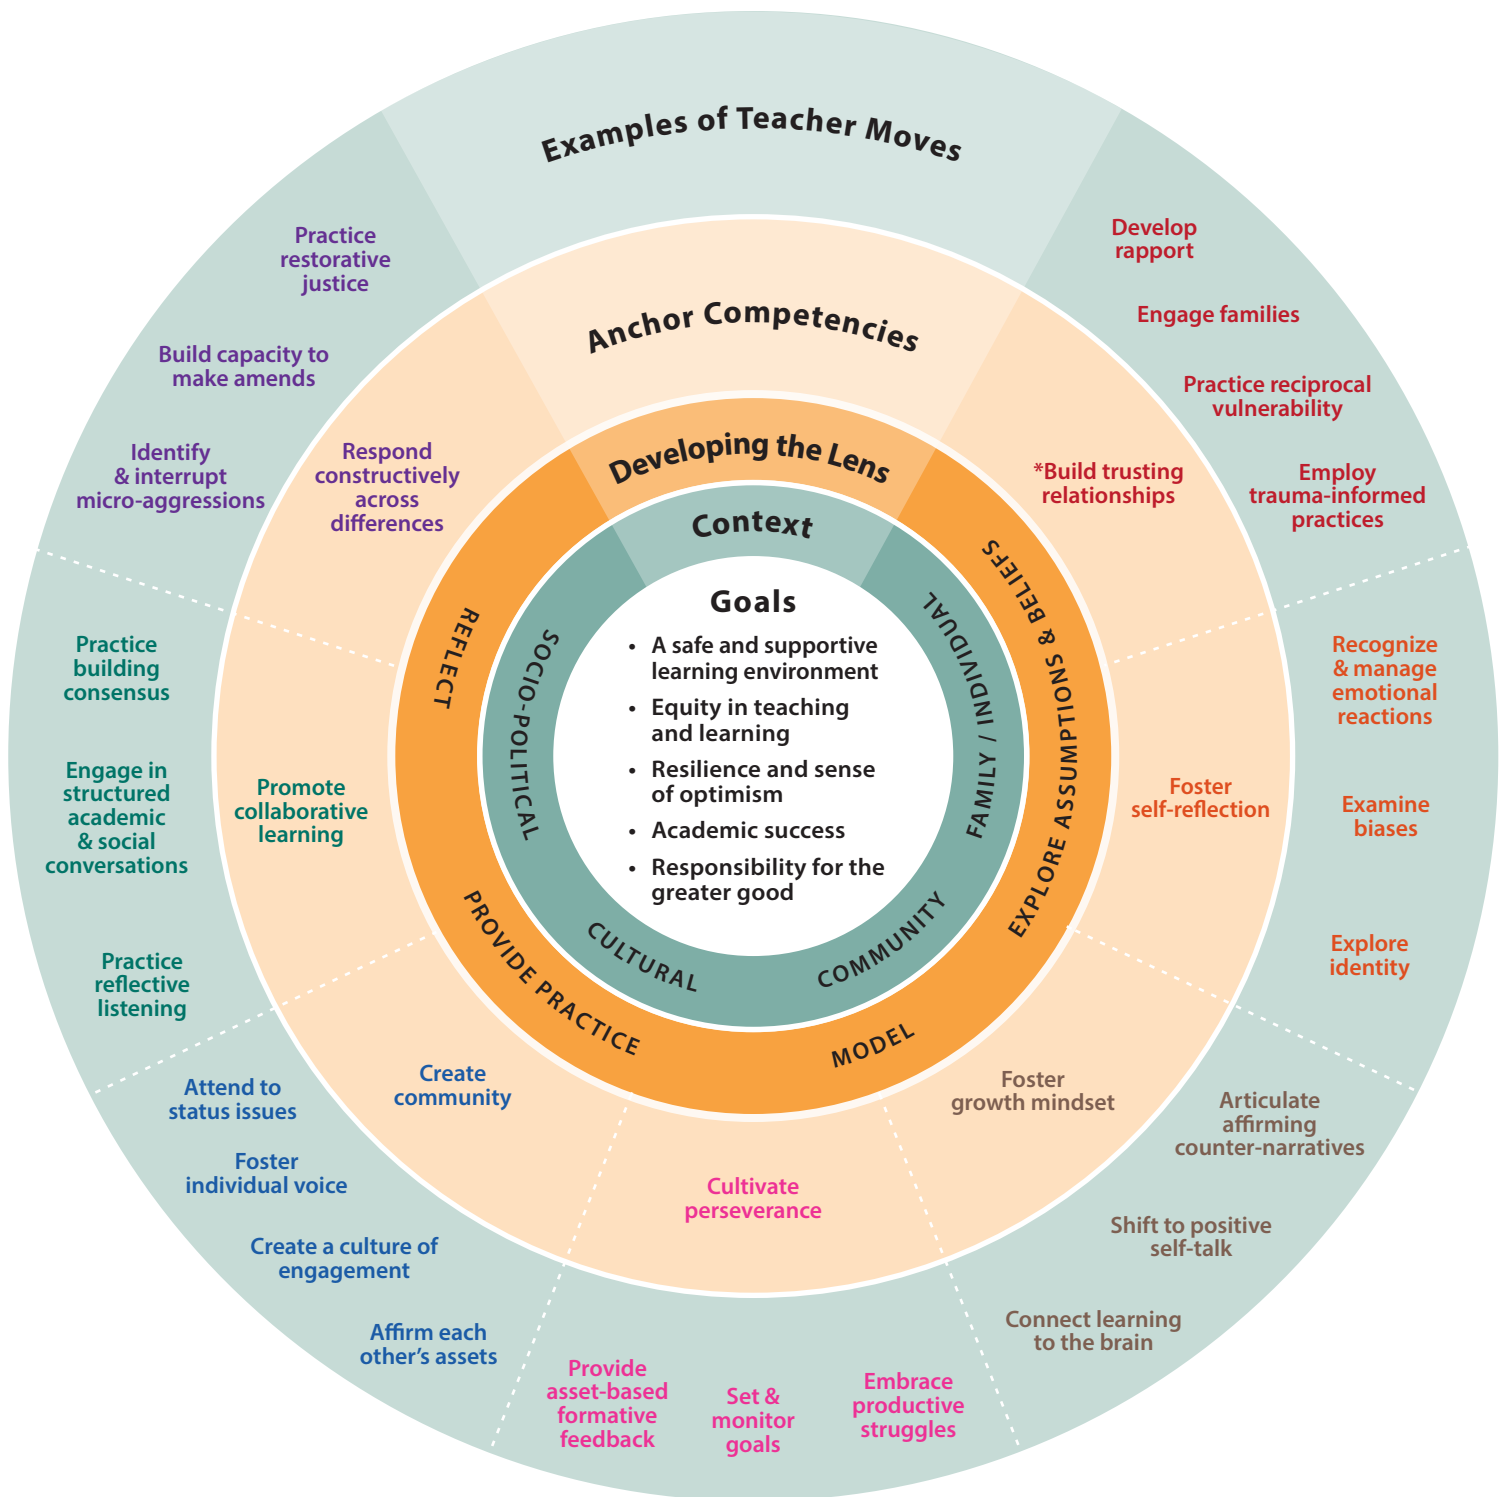 Examples of Teacher Moves
Anchor Competencies
Developing the Lens
Context
Goals
• A safe and supportive
learning environment
• Equity in teaching
and learning
• Resilience and sense
of optimism
• Academic success
• Responsibility for the
greater good
FAMILY / INDIVIDUAL
COMMUNITY
CULTURAL
SOCIO-POLITICAL
EXPLORE ASSUMPTIONS & BELIEFS
MODEL
PROVIDE PRACTICE
REFLECT
*Build trusting
relationships
Develop
rapport
Engage families
Practice reciprocal
vulnerability
Employ
trauma-informed
practices
Foster
self-reflection
Recognize
& manage
emotional
reactions
Examine
biases
Explore
identity
Foster
growth mindset
Articulate
affirming
counter-narratives
Shift to positive
self-talk
Connect learning
to the brain
Cultivate
perseverance
Embrace
productive
struggles
Set &
monitor
goals
Provide
asset-based
formative
feedback
Create
community
Attend to
status issues
Foster
individual voice
Create a culture of
engagement
Affirm each
other's assets
Promote
collaborative
learning
Practice
building
consensus
Engage in
structured
academic
& social
conversations
Practice
reflective
listening
Respond
constructively
across
differences
Practice
restorative
justice
Build capacity to
make amends
Identify
& interrupt
micro-aggressions